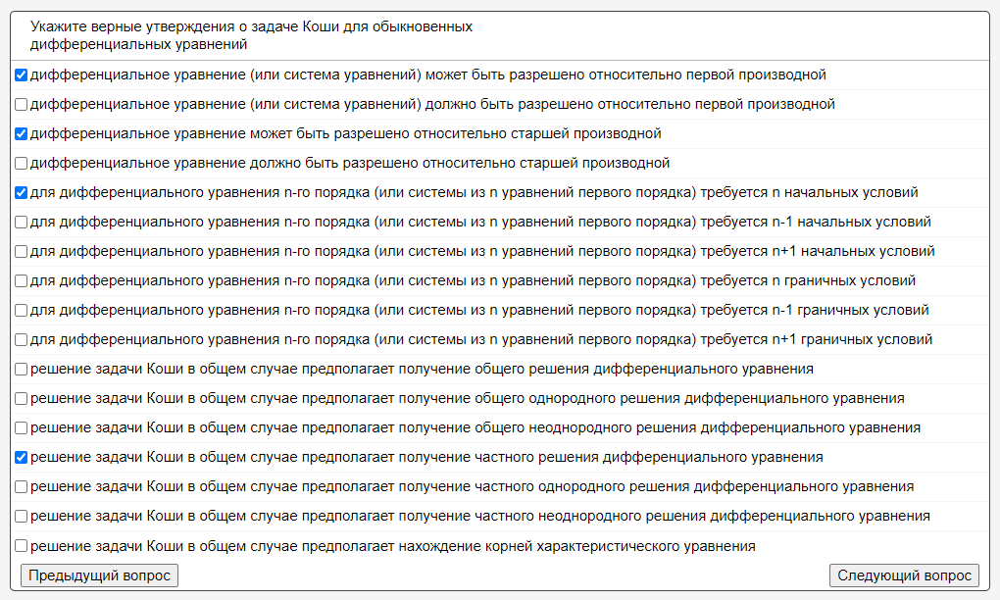 Укажите верные утверждения о задаче Коши для обыкновенных
дифференциальных уравнений
дифференциальное уравнение (или система уравнений) может быть разрешено относительно первой производной
дифференциальное уравнение (или система уравнений) должно быть разрешено относительно первой производной
дифференциальное уравнение может быть разрешено относительно старшей производной
дифференциальное уравнение должно быть разрешено относительно старшей производной
для дифференциального уравнения n-го порядка (или системы из n уравнений первого порядка) требуется n начальных условий
для дифференциального уравнения n-го порядка (или системы из n уравнений первого порядка) требуется n-1 начальных условий
для дифференциального уравнения n-го порядка (или системы из n уравнений первого порядка) требуется n+1 начальных условий
для дифференциального уравнения n-го порядка (или системы из n уравнений первого порядка) требуется n граничных условий
для дифференциального уравнения n-го порядка (или системы из n уравнений первого порядка) требуется n-1 граничных условий
для дифференциального уравнения n-го порядка (или системы из n уравнений первого порядка) требуется n+1 граничных условий
решение задачи Коши в общем случае предполагает получение общего решения дифференциального уравнения
решение задачи Коши в общем случае предполагает получение общего однородного решения дифференциального уравнения
решение задачи Коши в общем случае предполагает получение общего неоднородного решения дифференциального уравнения
решение задачи Коши в общем случае предполагает получение частного решения дифференциального уравнения
решение задачи Коши в общем случае предполагает получение частного однородного решения дифференциального уравнения
решение задачи Коши в общем случае предполагает получение частного неоднородного решения дифференциального уравнения
решение задачи Коши в общем случае предполагает нахождение корней характеристического уравнения
Предыдущий вопрос
Следующий вопрос